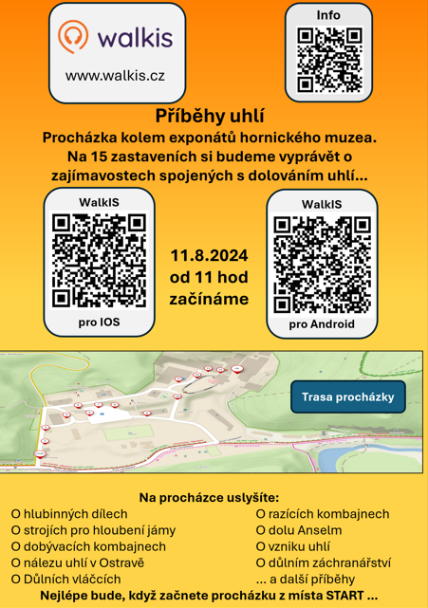 walkis
www.walkis.cz
Info
Příběhy uhlí
Procházka kolem exponátů hornického muzea.
Na 15 zastaveních si budeme vyprávět o
zajímavostech spojených s dolováním uhlí...
WalkIS
pro IOS
11.8.2024
od 11 hod
začínáme
WalkIS
pro Android
Trasa procházky
Na procházce uslyšíte:
O hlubinných dílech
O strojích pro hloubení jámy
O dobývacích kombajnech
O nálezu uhlí v Ostravě
O Důlních vláčcích
O razících kombajnech
O dolu Anselm
O vzniku uhlí
O důlním záchranářství
... a další příběhy
Nejlépe bude, když začnete procházku z místa START ...